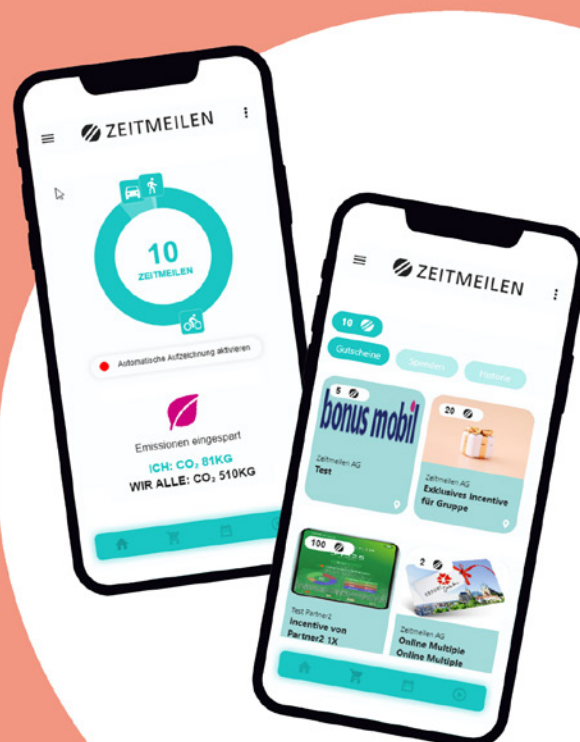 ZEITMEILEN
10
ZEITMEILEN
Automatische Aufzeichnung aktivieren
Emissionen eingespart
ICH: CO₂ 81KG
WIR ALLE: CO₂ 510KG
ZEITMEILEN
10
Gutscheine
Spenden
Historie
5
bonus mobil
Zeitmeilen AG
Test
20
Zeitmeilen AG
Exklusives Incentive
für Gruppe
100
Test Partner2
Incentive von
Partner2 1X
2
Zeitmeilen AG
Online Multiple
Online Multiple